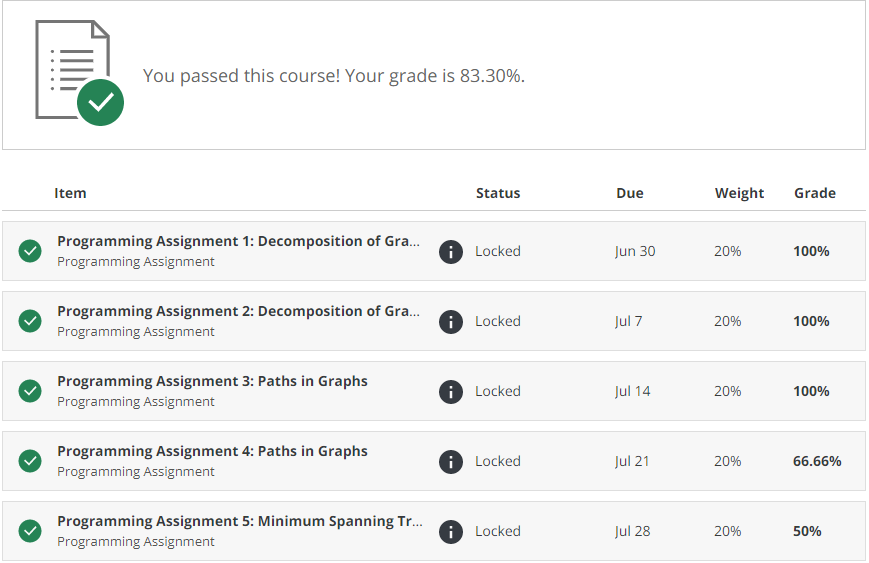 You passed this course! Your grade is 83.30%.
Item Status Due Weight Grade
Programming Assignment 1: Decomposition of Gra...
Programming Assignment
Locked Jun 30 20% 100%
Programming Assignment 2: Decomposition of Gra...
Programming Assignment
Locked Jul 7 20% 100%
Programming Assignment 3: Paths in Graphs
Programming Assignment
Locked Jul 14 20% 100%
Programming Assignment 4: Paths in Graphs
Programming Assignment
Locked Jul 21 20% 66.66%
Programming Assignment 5: Minimum Spanning Tr...
Programming Assignment
Locked Jul 28 20% 50%